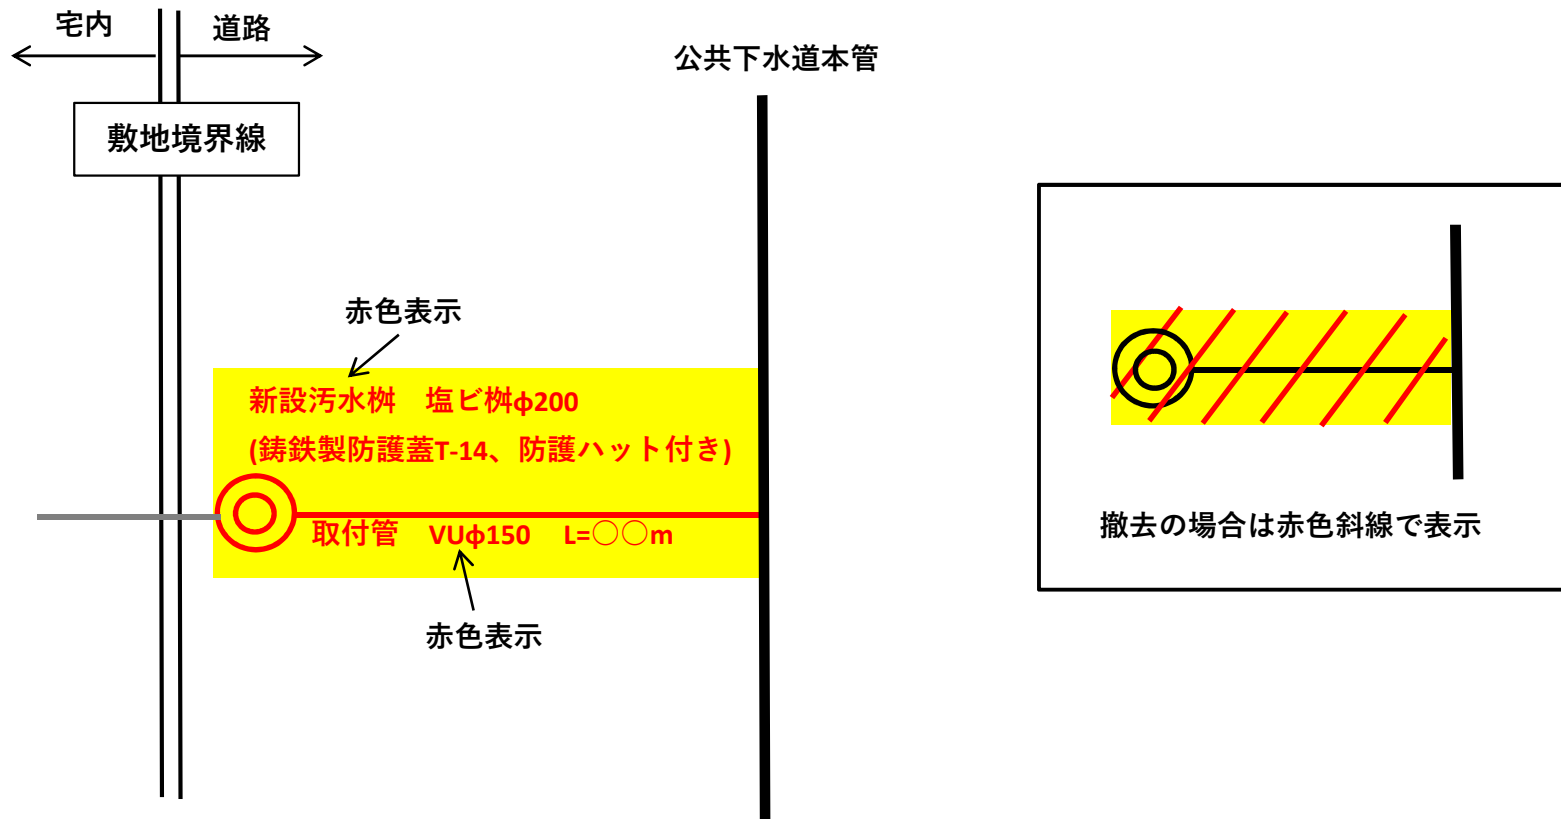 宅内
道路
公共下水道本管
敷地境界線
赤色表示
新設汚水桝　塩ビ桝φ200
(鋳鉄製防護蓋T-14、防護ハット付き)
取付管　VUφ150　L=○○m
赤色表示
撤去の場合は赤色斜線で表示